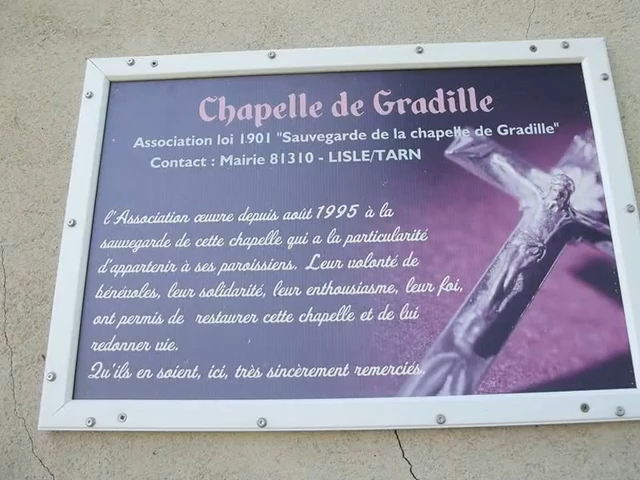 Chapelle de Gradille
Association loi 1901 "Sauvegarde de la chapelle de Gradille"
Contact : Mairie 81310 - LISLE/TARN
l'Association œuvre depuis août 1995 à la
sauvegarde de cette chapelle qui a la particularité
d'appartenir à ses paroissiens. Leur volonté de
bénévoles, leur solidarité, leur enthousiasme, leur foi,
ont permis de restaurer cette chapelle et de lui
redonner vie.
Qu'ils en soient, ici, très sincèrement remerciés.